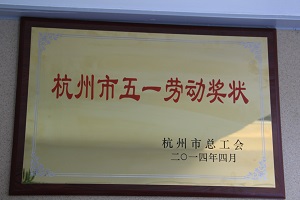 杭州市五一劳动奖状
杭州市总工会
二〇一四年四月